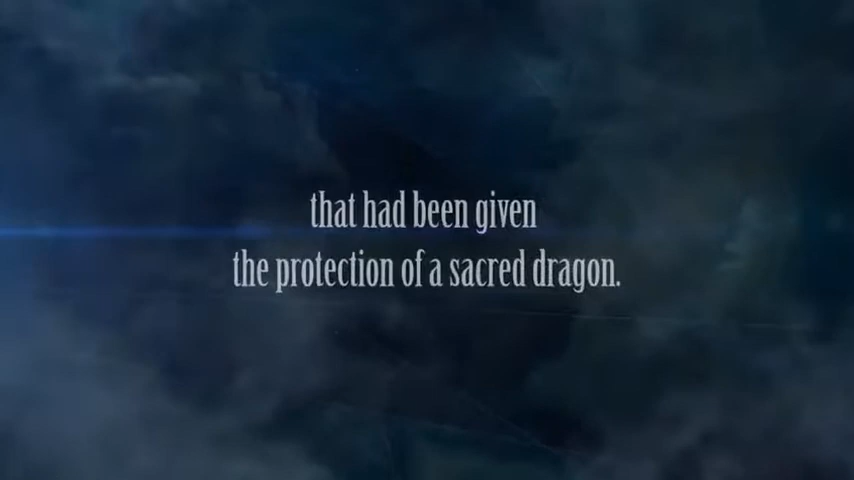 that had been given
the protection of a sacred dragon.